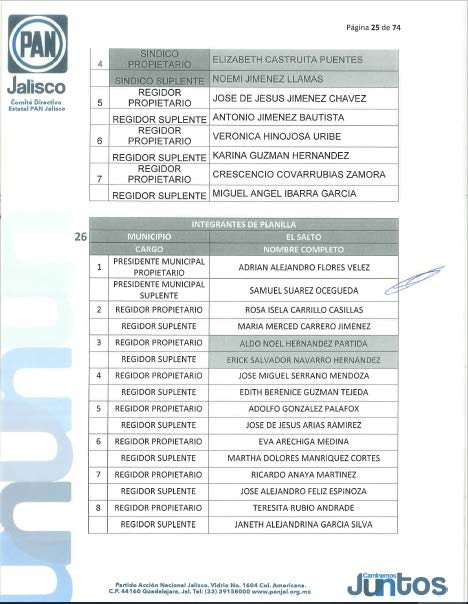 Página 25 de 74
PAN
Jalisco
Comité Directivo
Estatal PAN Jalisco
4 SINDICO PROPIETARIO ELIZABETH CASTRUITA PUENTES
SINDICO SUPLENTE NOEMI JIMENEZ LLAMAS
5 REGIDOR PROPIETARIO JOSE DE JESUS JIMENEZ CHAVEZ
REGIDOR SUPLENTE ANTONIO JIMENEZ BAUTISTA
6 REGIDOR PROPIETARIO VERONICA HINOJOSA URIBE
REGIDOR SUPLENTE KARINA GUZMAN HERNANDEZ
7 REGIDOR PROPIETARIO CRESCENCIO COVARRUBIAS ZAMORA
REGIDOR SUPLENTE MIGUEL ANGEL IBARRA GARCIA
26
INTEGRANTES DE PLANILLA
MUNICIPIO EL SALTO
CARGO NOMBRE COMPLETO
1 PRESIDENTE MUNICIPAL PROPIETARIO ADRIAN ALEJANDRO FLORES VELEZ
PRESIDENTE MUNICIPAL SUPLENTE SAMUEL SUAREZ OCEGUEDA
2 REGIDOR PROPIETARIO ROSA ISELA CARRILLO CASILLAS
REGIDOR SUPLENTE MARIA MERCED CARRERO JIMENEZ
3 REGIDOR PROPIETARIO ALDO NOEL HERNANDEZ PARTIDA
REGIDOR SUPLENTE ERICK SALVADOR NAVARRO HERNANDEZ
4 REGIDOR PROPIETARIO JOSE MIGUEL SERRANO MENDOZA
REGIDOR SUPLENTE EDITH BERENICE GUZMAN TEJEDA
5 REGIDOR PROPIETARIO ADOLFO GONZALEZ PALAFOX
REGIDOR SUPLENTE JOSE DE JESUS ARIAS RAMIREZ
6 REGIDOR PROPIETARIO EVA ARECHIGA MEDINA
REGIDOR SUPLENTE MARTHA DOLORES MANRIQUEZ CORTES
7 REGIDOR PROPIETARIO RICARDO ANAYA MARTINEZ
REGIDOR SUPLENTE JOSE ALEJANDRO FELIZ ESPINOZA
8 REGIDOR PROPIETARIO TERESITA RUBIO ANDRADE
REGIDOR SUPLENTE JANETH ALEJANDRINA GARCIA SILVA
Partido Acción Nacional Jalisco. Vidrio No. 1604 Col. Americana.
C.P. 44160 Guadalajara, Jal. Tel: (33) 39158000 www.panjal.org.mx
Caminemos
Juntos